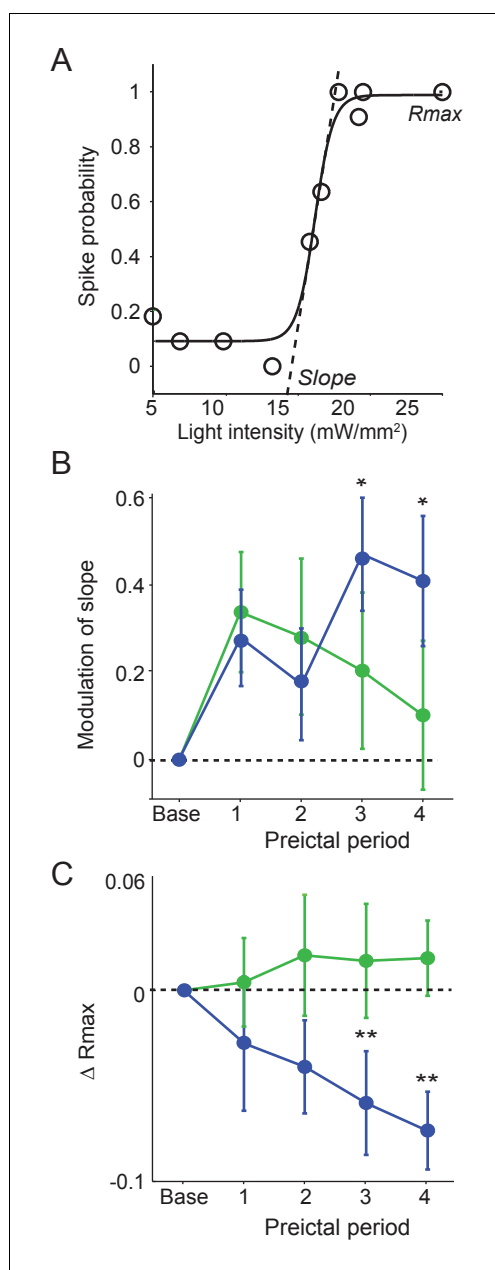 A
Spike probability
1
0.8
0.6
0.4
0.2
0
Rmax
Slope
5 10 15 20 25
Light intensity (mW/mm²)
B
Modulation of slope
0.6
0.4
0.2
0
* *
Base 1 2 3 4
Preictal period
C
Δ Rmax
0.06
0
-0.1
** **
Base 1 2 3 4
Preictal period